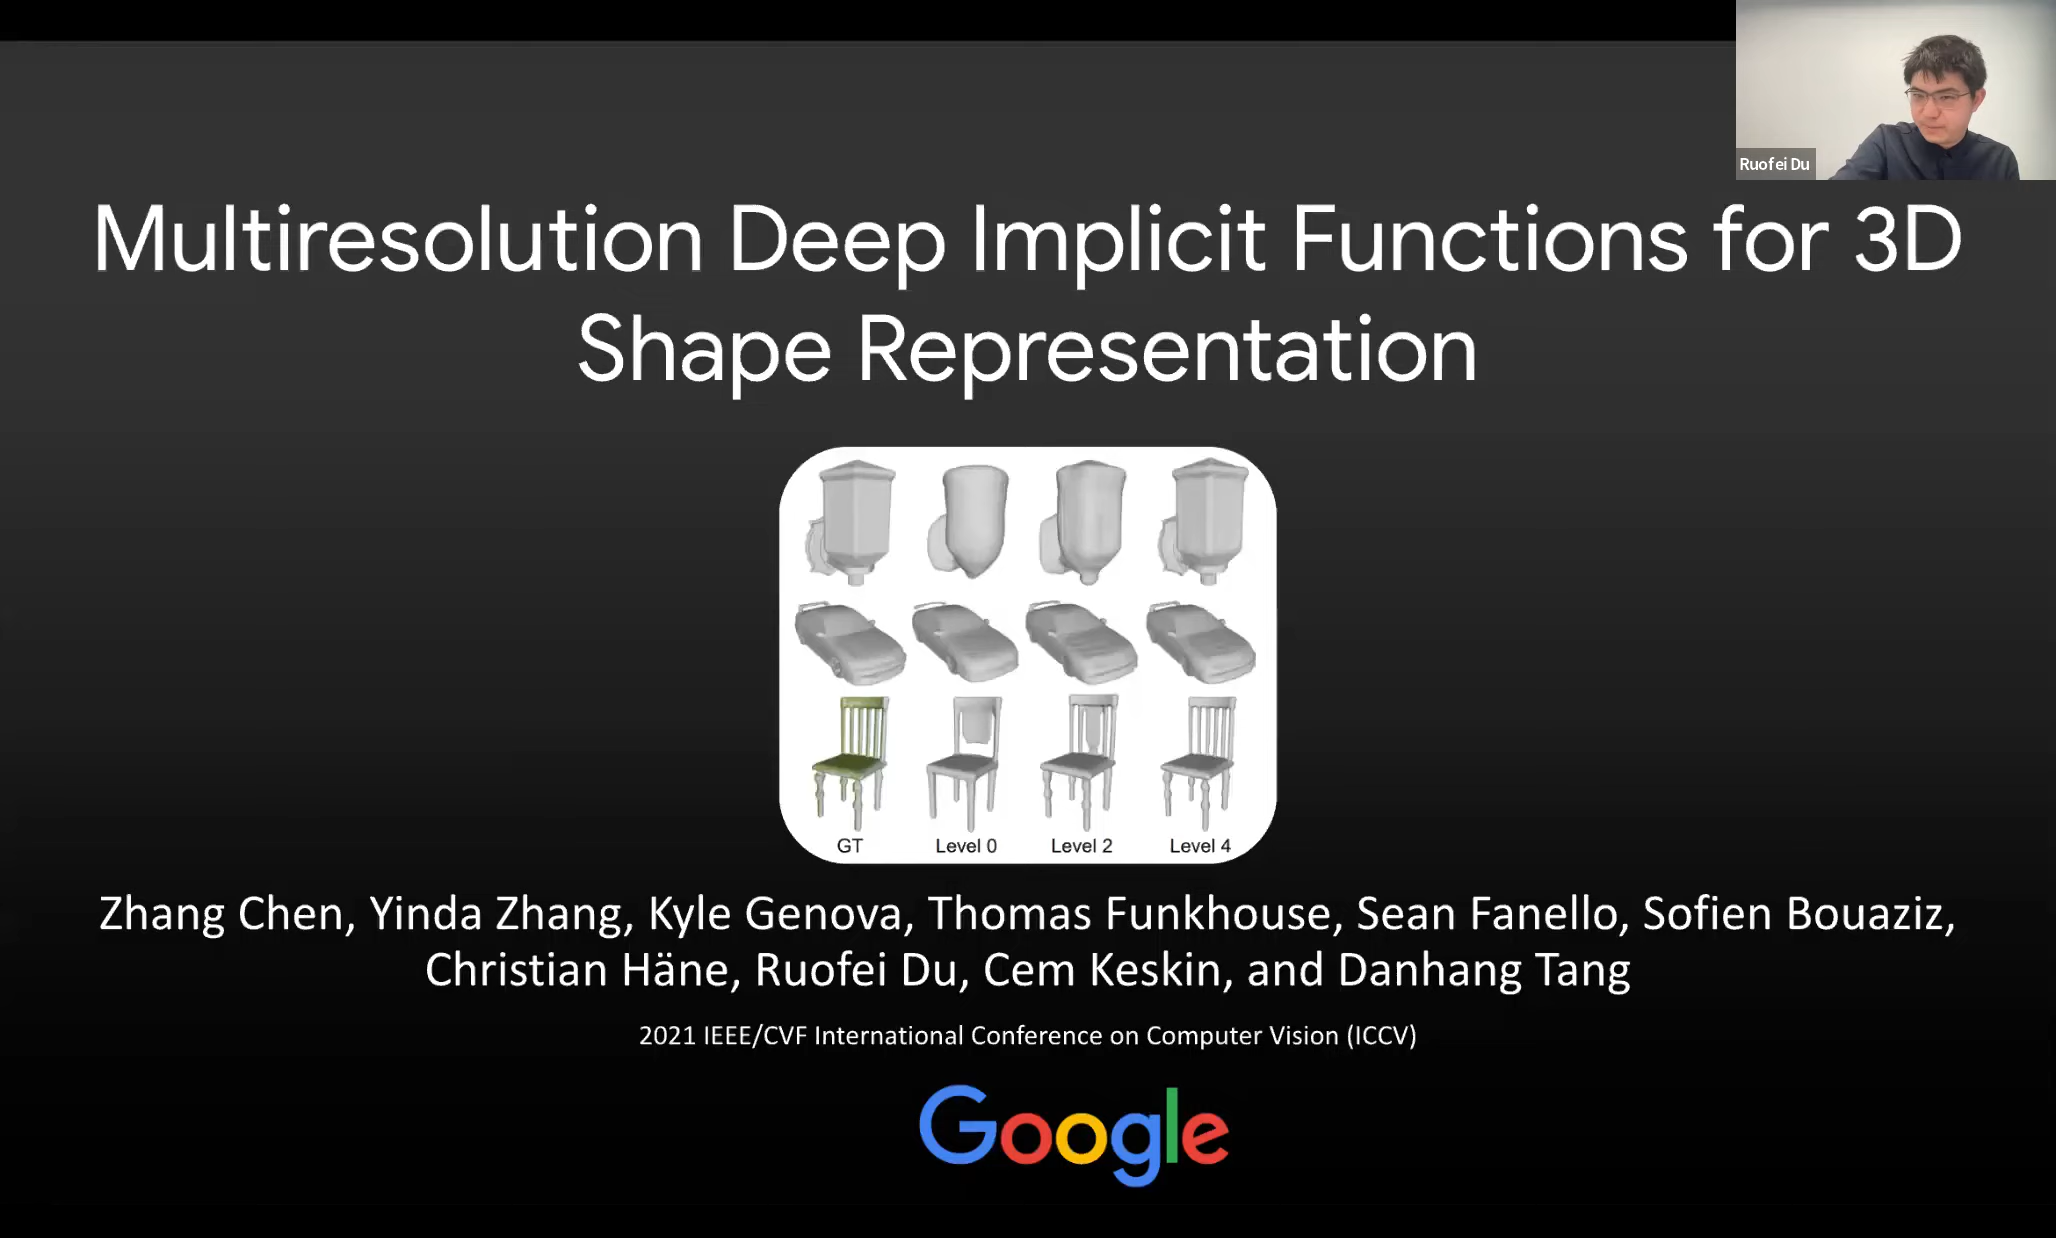 Ruofei Du
Multiresolution Deep Implicit Functions for 3D
Shape Representation
GT Level 0 Level 2 Level 4
Zhang Chen, Yinda Zhang, Kyle Genova, Thomas Funkhouse, Sean Fanello, Sofien Bouaziz,
Christian Häne, Ruofei Du, Cem Keskin, and Danhang Tang
2021 IEEE/CVF International Conference on Computer Vision (ICCV)
Google